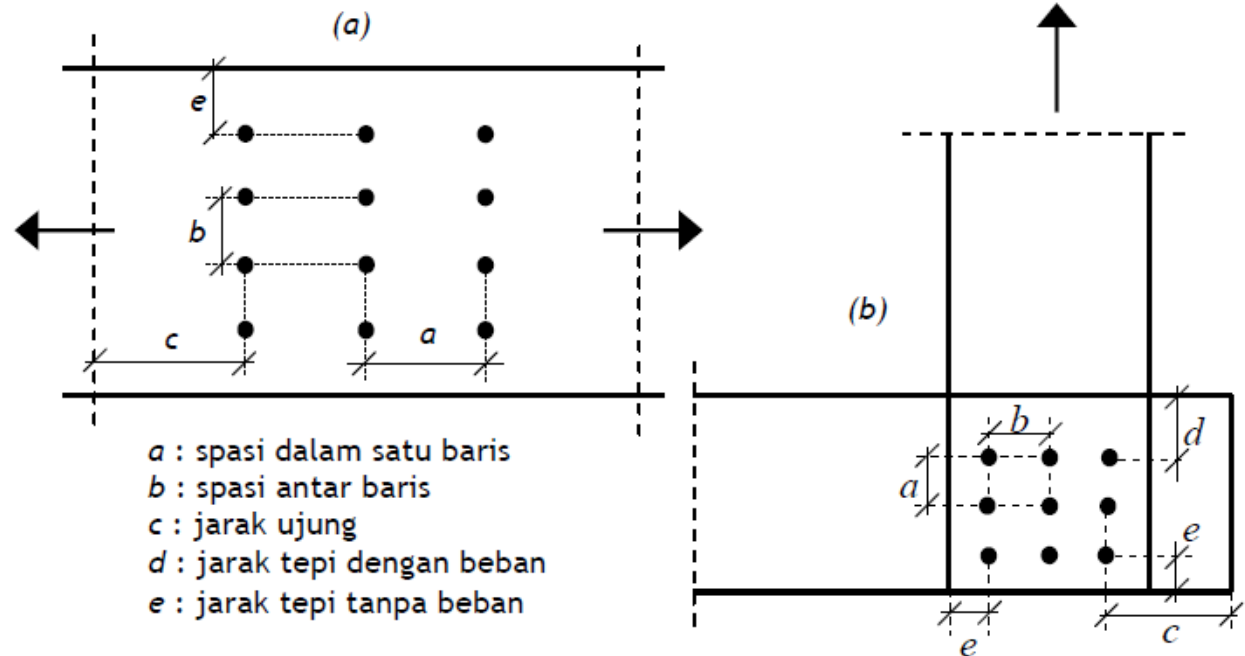 (a)
e
b
c
a
a : spasi dalam satu baris
b : spasi antar baris
c : jarak ujung
d : jarak tepi dengan beban
e : jarak tepi tanpa beban
(b)
b
d
a
e
e
c